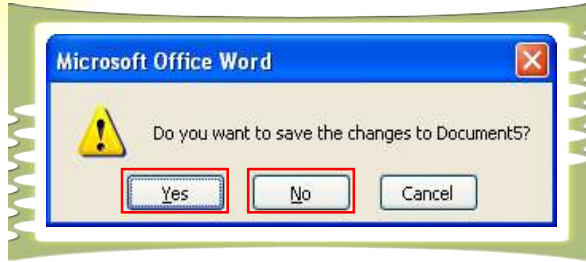 Microsoft Office Word
Do you want to save the changes to Document5?
Yes
No
Cancel